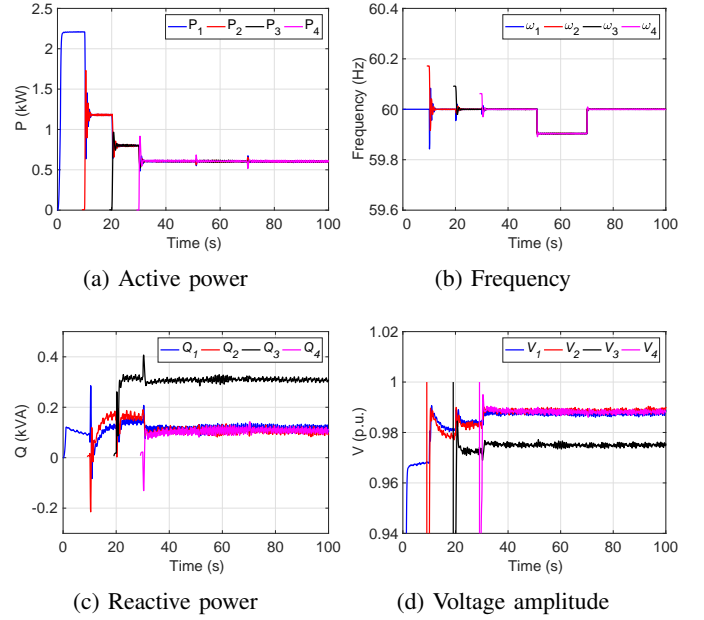 P₁ P₂ P₃ P₄
P (kW)
2.5
2
1.5
1
0.5
0
0 20 40 60 80 100
Time (s)
(a) Active power
ω₁ ω₂ ω₃ ω₄
Frequency (Hz)
60.4
60.2
60
59.8
59.6
0 20 40 60 80 100
Time (s)
(b) Frequency
Q₁ Q₂ Q₃ Q₄
Q (kVA)
0.4
0.2
0
-0.2
0 20 40 60 80 100
Time (s)
(c) Reactive power
V₁ V₂ V₃ V₄
V (p.u.)
1.02
1
0.98
0.96
0.94
0 20 40 60 80 100
Time (s)
(d) Voltage amplitude